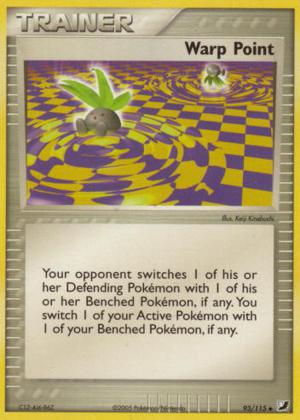 TRAINER
Warp Point
Illus. Keiji Kinebuchi
Your opponent switches 1 of his or
her Defending Pokémon with 1 of his
or her Benched Pokémon, if any. You
switch 1 of your Active Pokémon with
1 of your Benched Pokémon, if any.
©2005 Pokémon/Nintendo
95/115